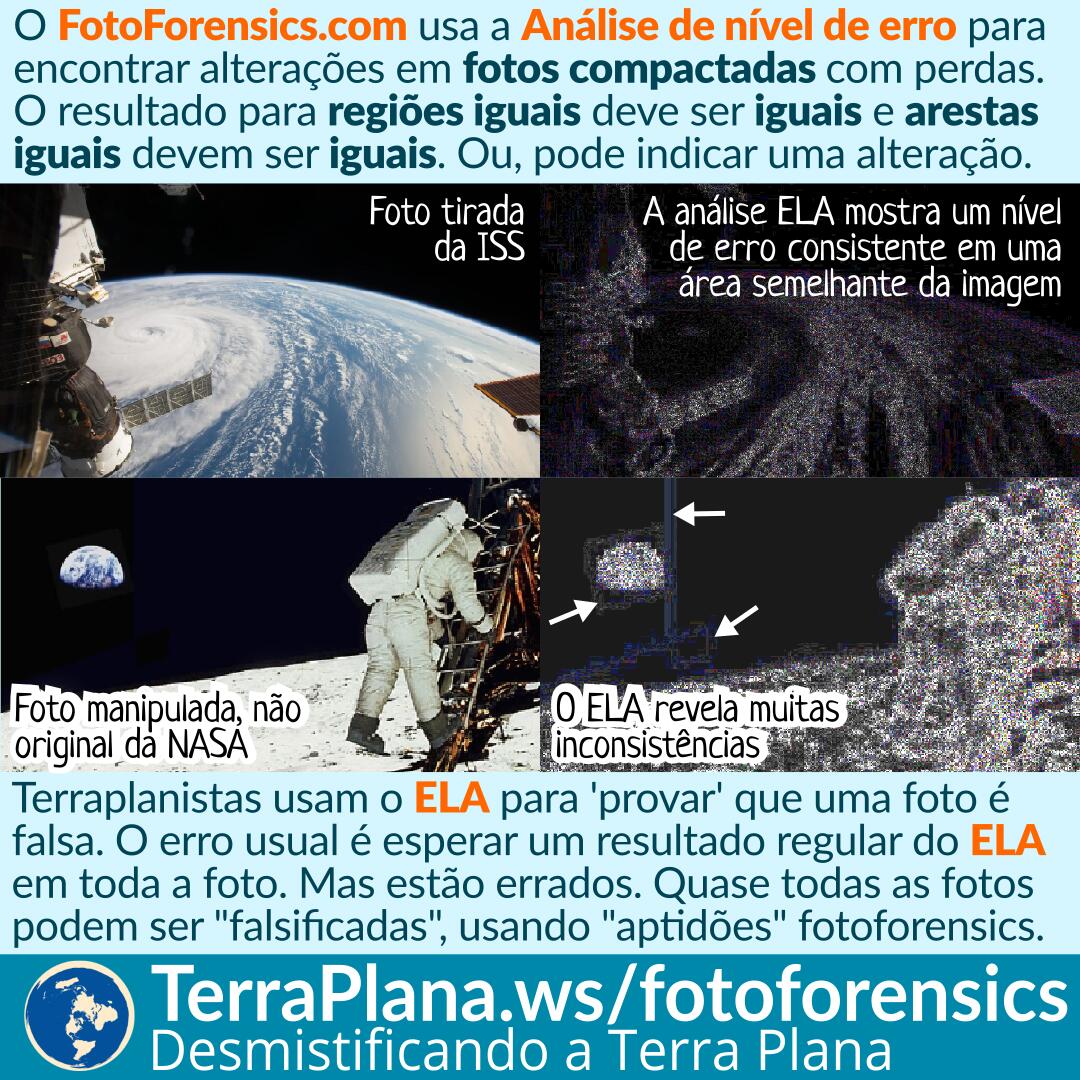 O FotoForensics.com usa a Análise de nível de erro para
encontrar alterações em fotos compactadas com perdas.
O resultado para regiões iguais deve ser iguais e arestas
iguais devem ser iguais. Ou, pode indicar uma alteração.
Foto tirada
da ISS
A análise ELA mostra um nível
de erro consistente em uma
área semelhante da imagem
Foto manipulada, não
original da NASA
O ELA revela muitas
inconsistências
Terraplanistas usam o ELA para 'provar' que uma foto é
falsa. O erro usual é esperar um resultado regular do ELA
em toda a foto. Mas estão errados. Quase todas as fotos
podem ser "falsificadas", usando "aptidões" fotoforensics.
TerraPlana.ws/fotoforensics
Desmistificando a Terra Plana